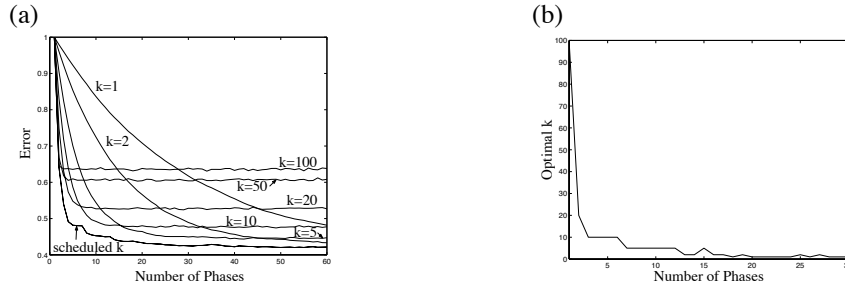 (a)
1
0.9
0.8
0.7
0.6
0.5
0.4
0
10
20
30
40
50
60
Error
Number of Phases
k=1
k=2
k=100
k=50
k=20
k=10
k=5
scheduled k
(b)
100
90
80
70
60
50
40
30
20
10
0
5
10
15
20
25
30
Optimal k
Number of Phases